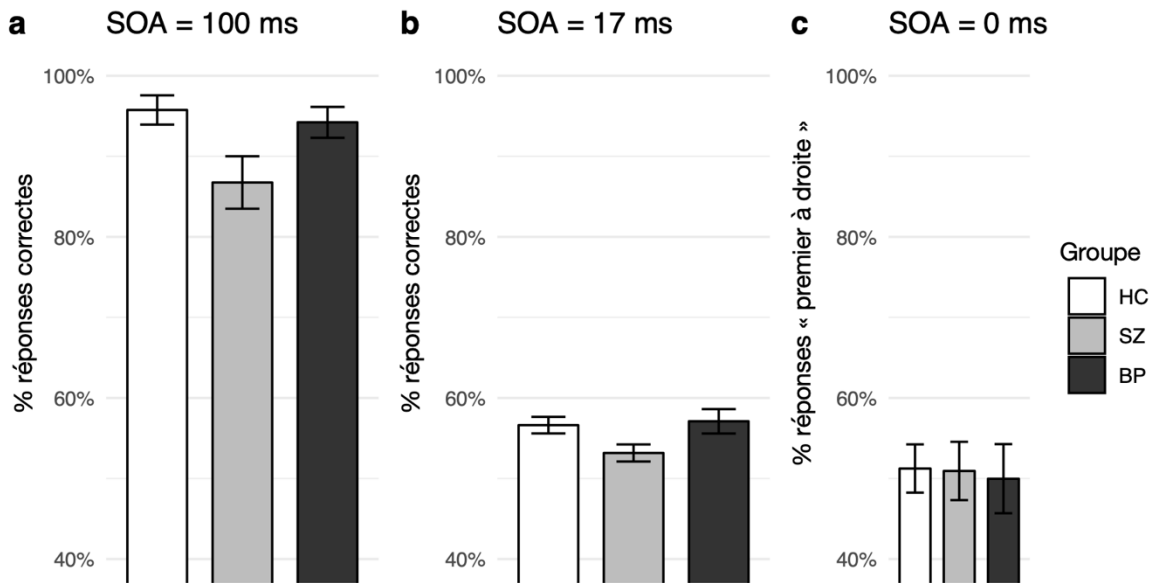 a SOA = 100 ms
% réponses correctes
100%
80%
60%
40%
b SOA = 17 ms
% réponses correctes
100%
80%
60%
40%
c SOA = 0 ms
% réponses « premier à droite »
100%
80%
60%
40%
Groupe
HC
SZ
BP